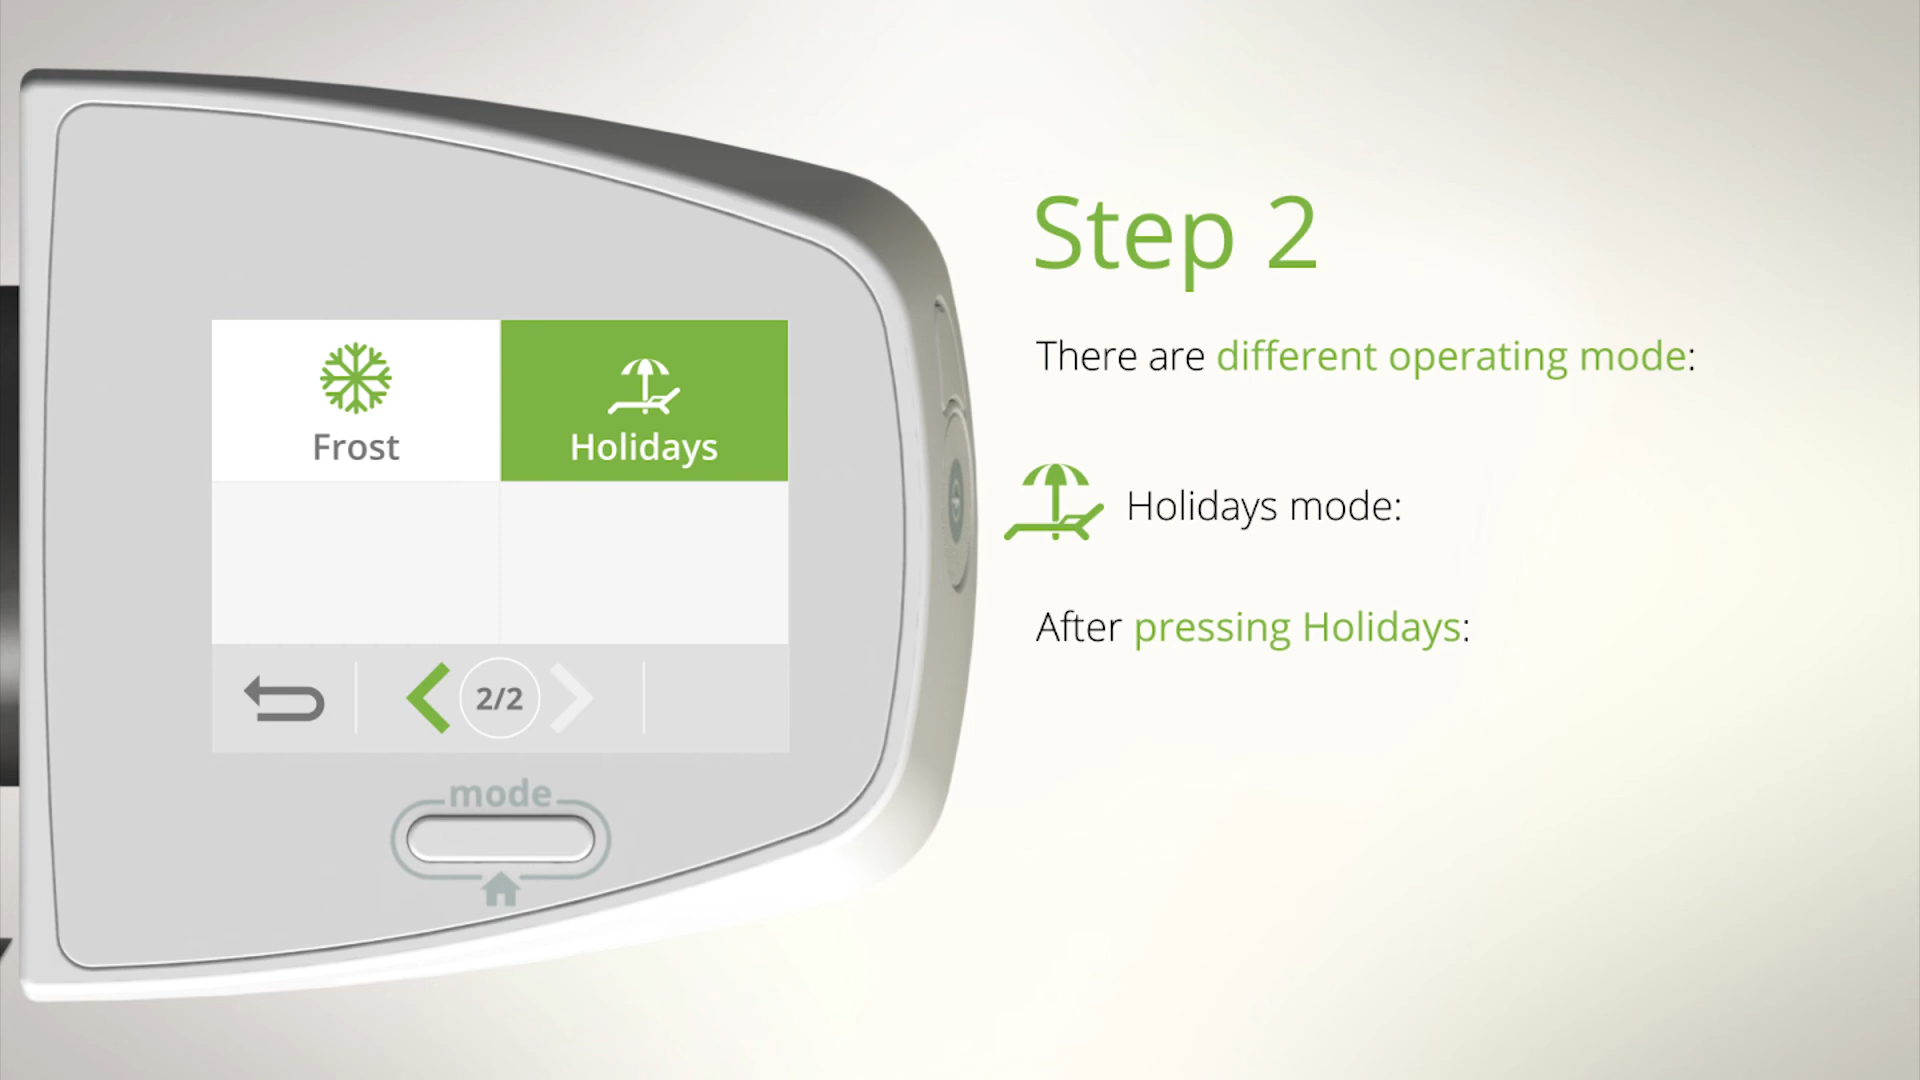 Step 2
There are different operating mode:
Holidays mode:
After pressing Holidays:
Frost
Holidays
2/2
mode